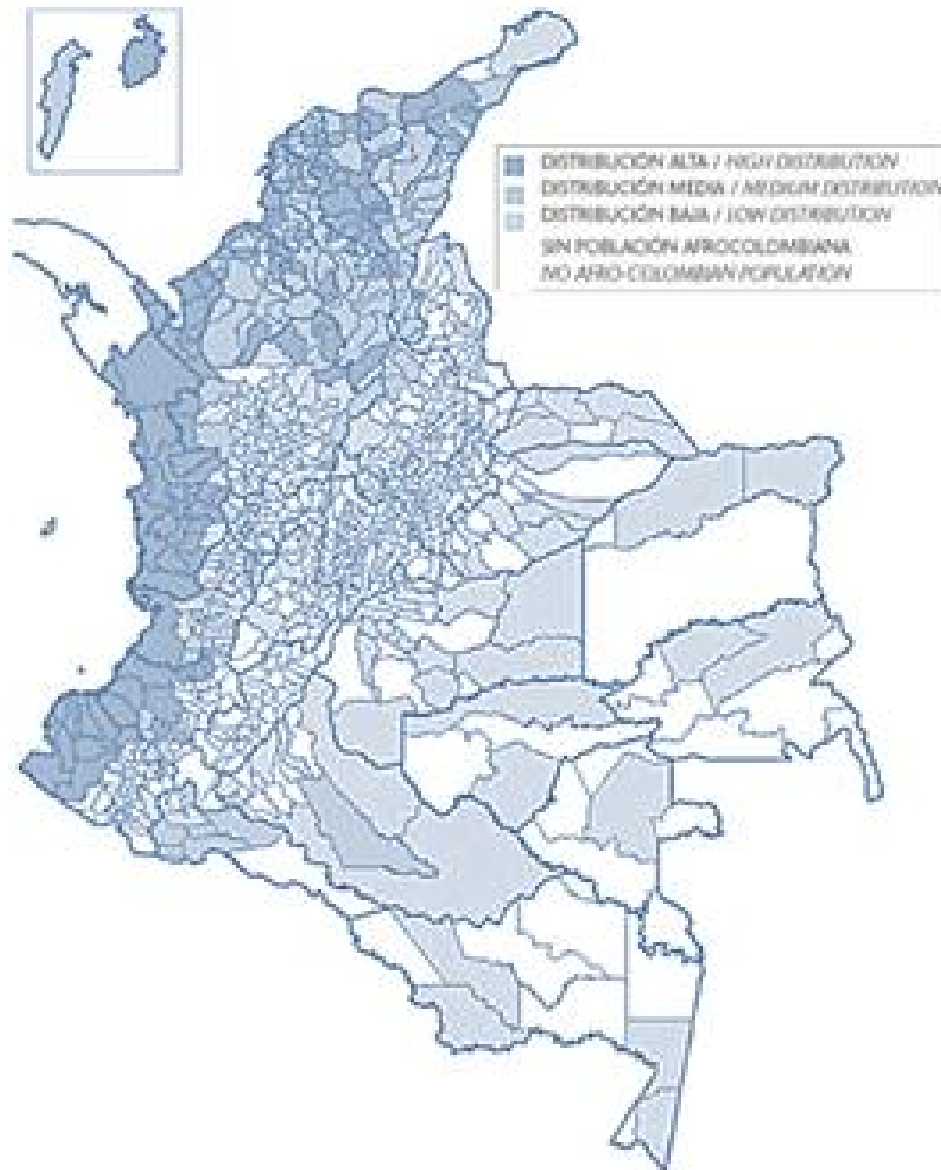 DISTRIBUCIÓN ALTA / HIGH DISTRIBUTION
DISTRIBUCIÓN MEDIA / MEDIUM DISTRIBUTION
DISTRIBUCIÓN BAJA / LOW DISTRIBUTION
SIN POBLACIÓN AFROCOLOMBIANA
NO AFRO-COLOMBIAN POPULATION